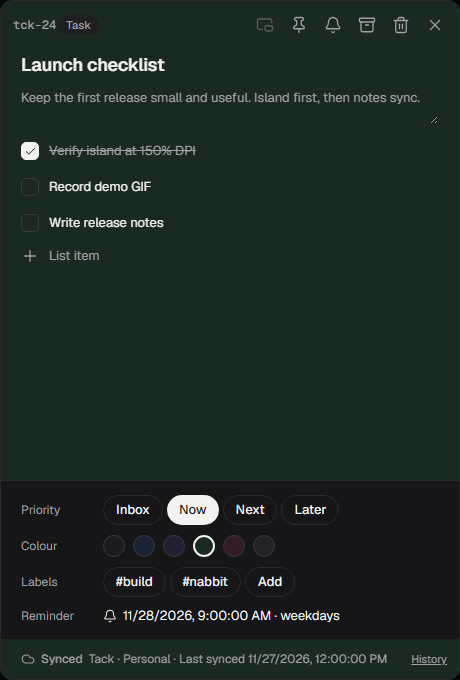 tck-24 Task
Launch checklist
Keep the first release small and useful. Island first, then notes sync.
Verify island at 150% DPI
Record demo GIF
Write release notes
List item
Priority Inbox Now Next Later
Colour
Labels #build #nabbit Add
Reminder 11/28/2026, 9:00:00 AM · weekdays
Synced Tack · Personal · Last synced 11/27/2026, 12:00:00 PM History